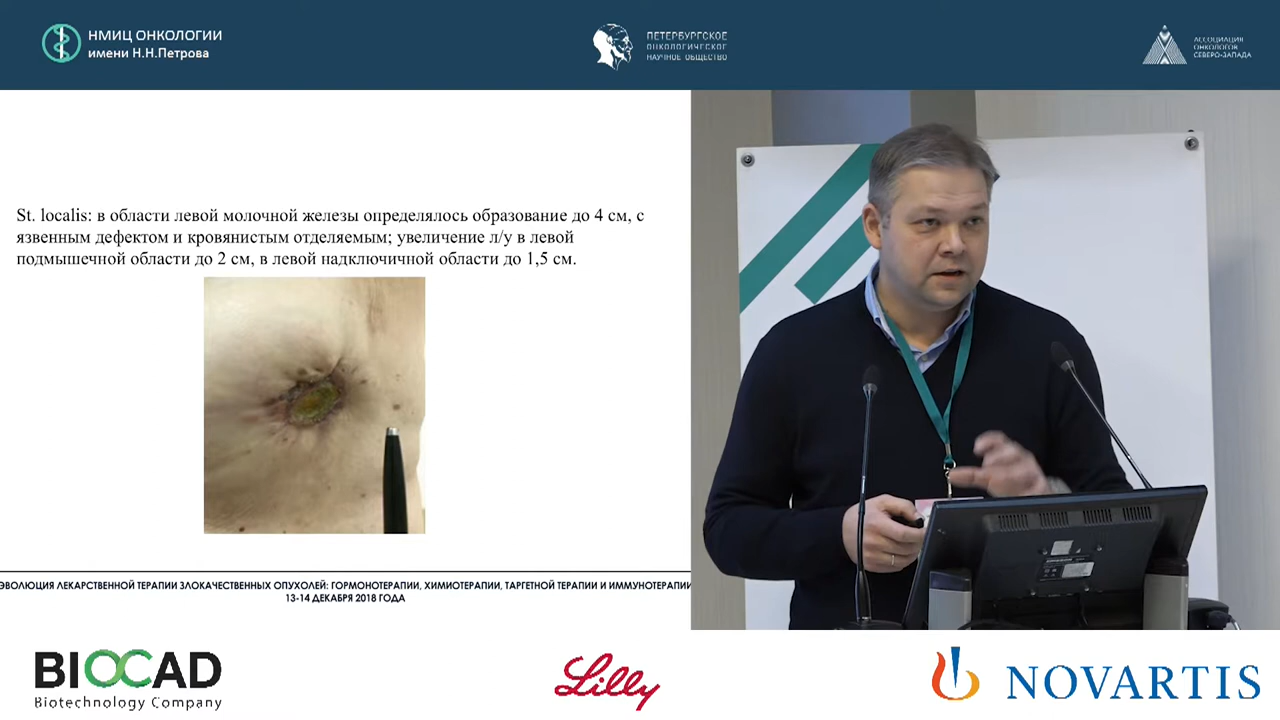 НМИЦ ОНКОЛОГИИ
имени Н.Н.Петрова
ПЕТЕРБУРГСКОЕ
ОНКОЛОГИЧЕСКОЕ
НАУЧНОЕ ОБЩЕСТВО
АССОЦИАЦИЯ
ОНКОЛОГОВ
СЕВЕРО-ЗАПАДА
St. localis: в области левой молочной железы определялось образование до 4 см, с
язвенным дефектом и кровянистым отделяемым; увеличение л/у в левой
подмышечной области до 2 см, в левой надключичной области до 1,5 см.
ЭВОЛЮЦИЯ ЛЕКАРСТВЕННОЙ ТЕРАПИИ ЗЛОКАЧЕСТВЕННЫХ ОПУХОЛЕЙ: ГОРМОНОТЕРАПИИ, ХИМИОТЕРАПИИ, ТАРГЕТНОЙ ТЕРАПИИ И ИММУНОТЕРАПИИ
13-14 ДЕКАБРЯ 2018 ГОДА
BIOCAD
Biotechnology Company
Lilly
NOVARTIS